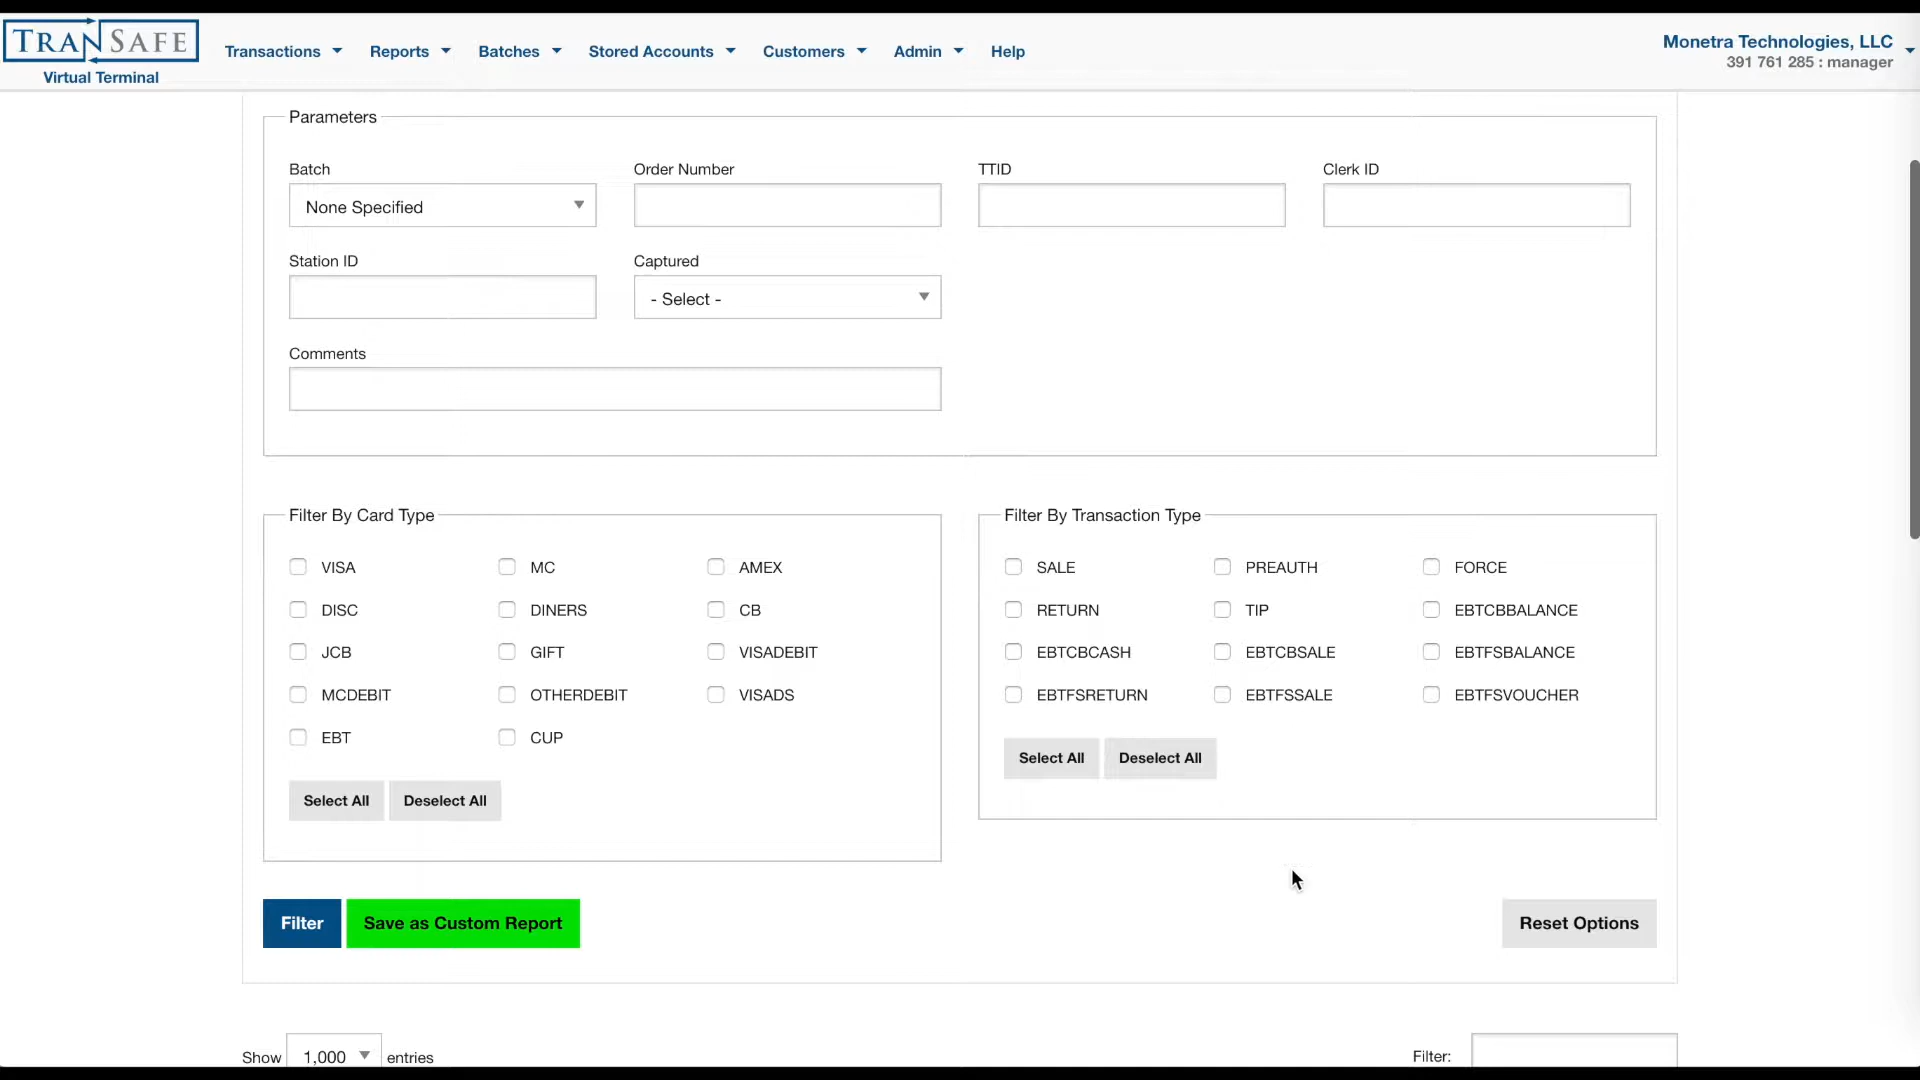 TRANSAFE
Virtual Terminal
Transactions Reports Batches Stored Accounts Customers Admin Help
Monetra Technologies, LLC
391 761 285 : manager
Parameters
Batch Order Number TTID Clerk ID
None Specified
Station ID Captured
- Select -
Comments
Filter By Card Type
VISA MC AMEX
DISC DINERS CB
JCB GIFT VISADEBIT
MCDEBIT OTHERDEBIT VISADS
EBT CUP
Select All Deselect All
Filter By Transaction Type
SALE PREAUTH FORCE
RETURN TIP EBTCBBALANCE
EBTCBCASH EBTCBSALE EBTFSBALANCE
EBTFSRETURN EBTFSSALE EBTFSVOUCHER
Select All Deselect All
Filter Save as Custom Report Reset Options
Show 1,000 entries Filter: